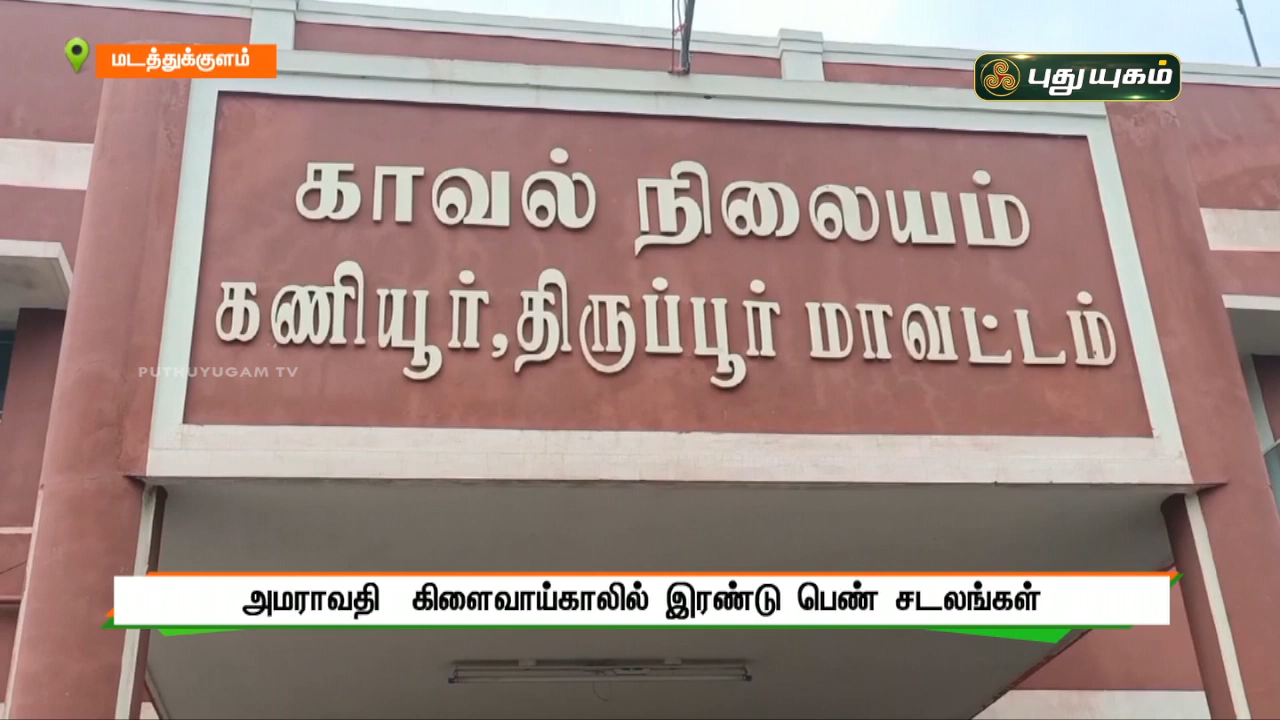 மடத்துக்குளம்
புதுயுகம்
காவல் நிலையம்
கணியூர்,திருப்பூர் மாவட்டம்
PUTHUYUGAM TV
அமராவதி கிளைவாய்காலில் இரண்டு பெண் சடலங்கள்